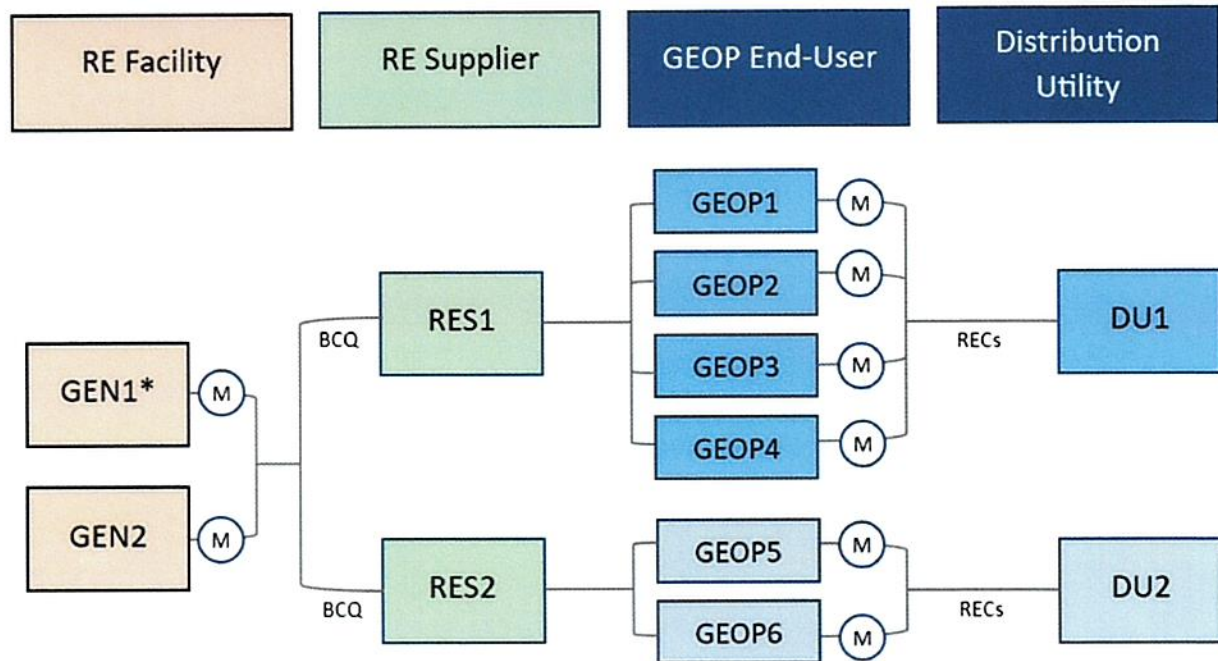 RE Facility
RE Supplier
GEOP End-User
Distribution
Utility
GEOP1
M
GEOP2
M
RES1
DU1
BCQ
RECs
GEOP3
M
GEN1*
M
GEOP4
M
GEN2
M
GEOP5
M
RES2
DU2
BCQ
RECs
GEOP6
M